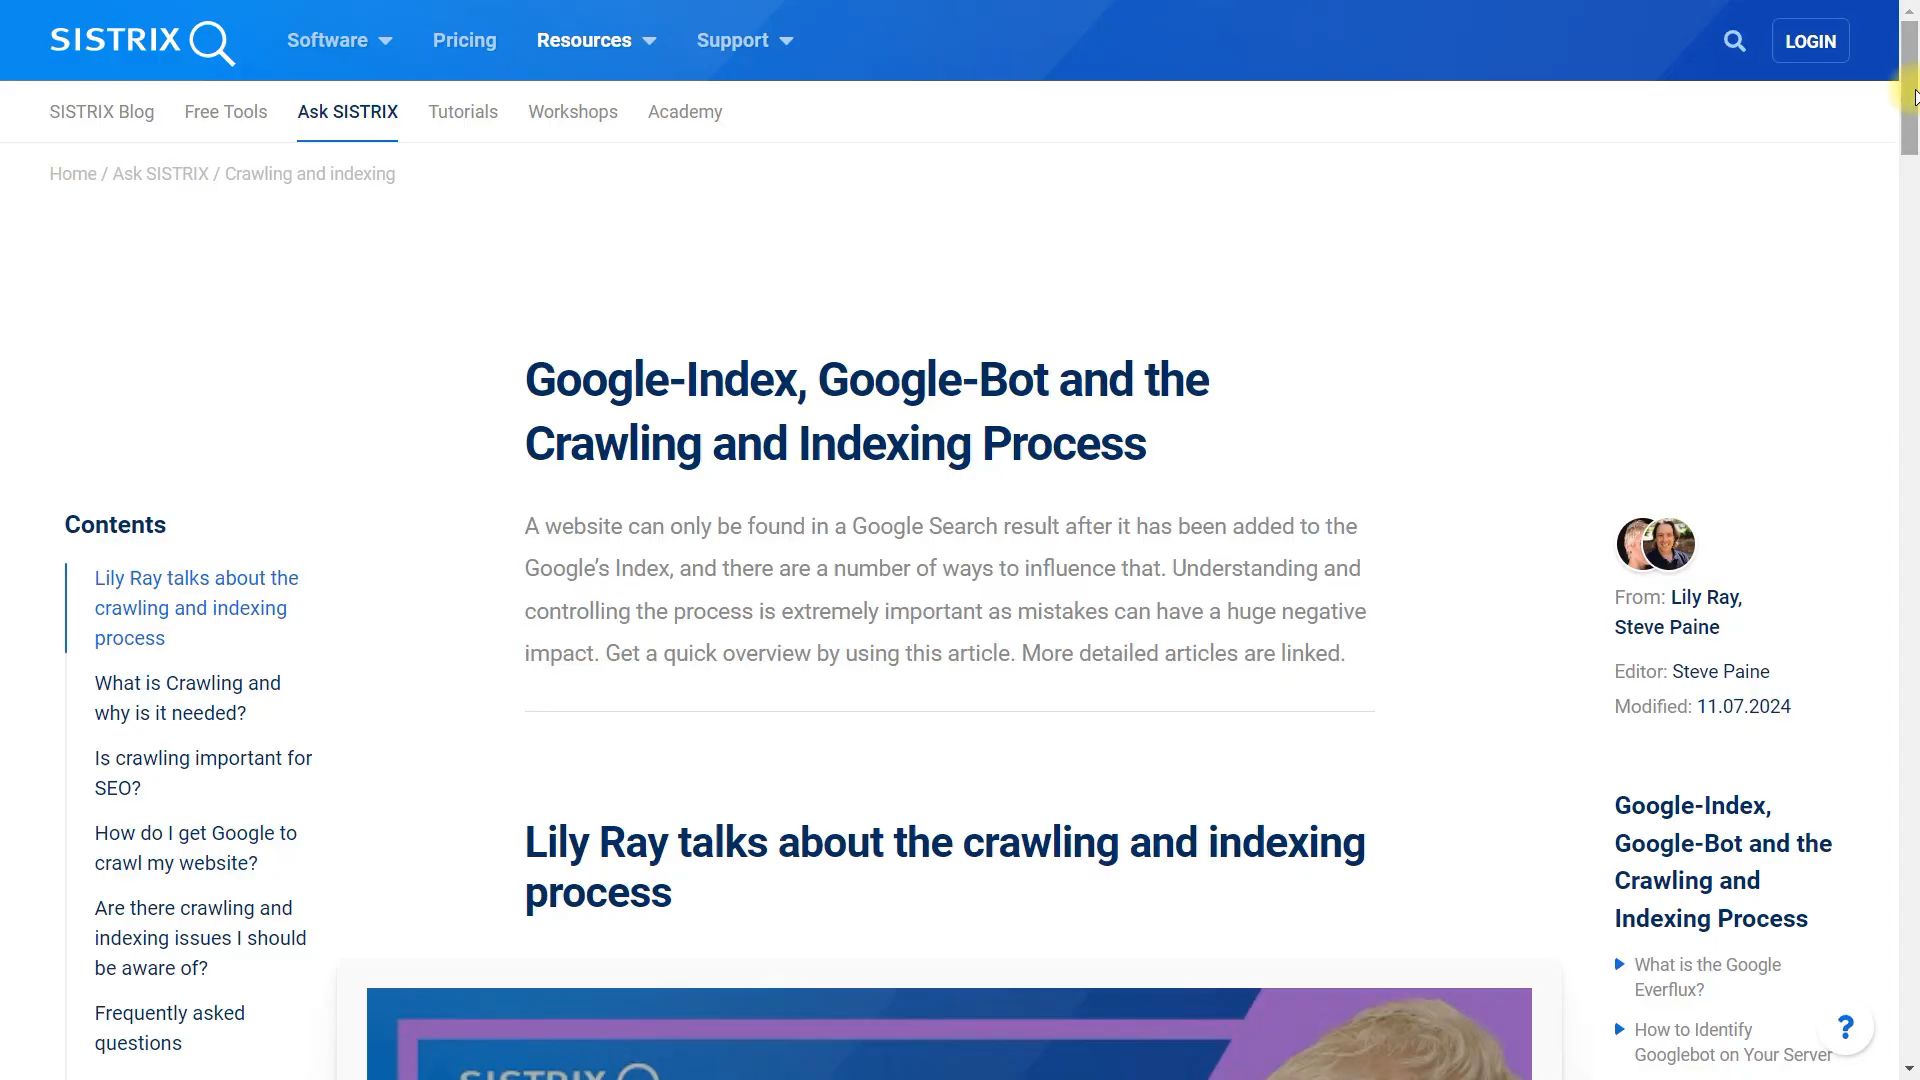 SISTRIX
Software
Pricing
Resources
Support
LOGIN
SISTRIX Blog
Free Tools
Ask SISTRIX
Tutorials
Workshops
Academy
Home / Ask SISTRIX / Crawling and indexing
Google-Index, Google-Bot and the
Crawling and Indexing Process
A website can only be found in a Google Search result after it has been added to the
Google’s Index, and there are a number of ways to influence that. Understanding and
controlling the process is extremely important as mistakes can have a huge negative
impact. Get a quick overview by using this article. More detailed articles are linked.
Contents
Lily Ray talks about the
crawling and indexing
process
What is Crawling and
why is it needed?
Is crawling important for
SEO?
How do I get Google to
crawl my website?
Are there crawling and
indexing issues I should
be aware of?
Frequently asked
questions
Lily Ray talks about the crawling and indexing
process
SISTRIX
From: Lily Ray,
Steve Paine
Editor: Steve Paine
Modified: 11.07.2024
Google-Index,
Google-Bot and the
Crawling and
Indexing Process
What is the Google
Everflux?
How to Identify
Googlebot on Your Server
?